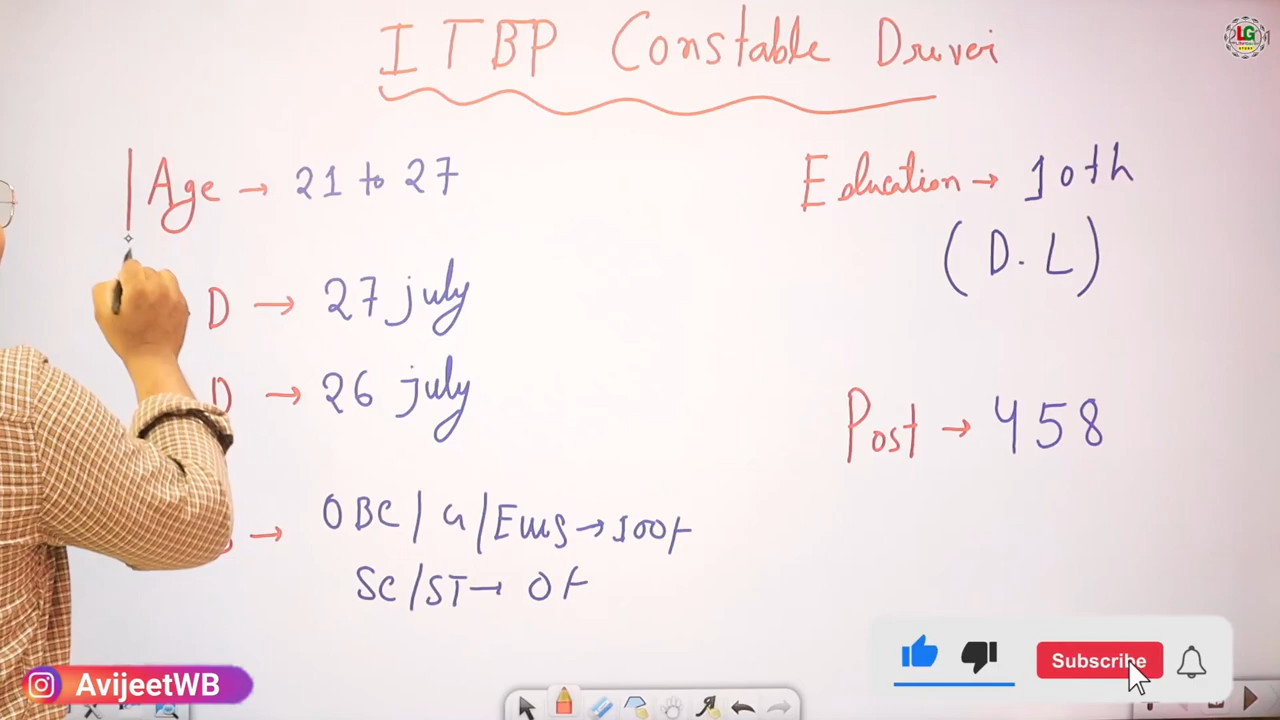 ITBP Constable Driver
Age → 21 to 27
Education → 10th
(D.L)
D → 27 july
D → 26 july
Post → 458
→ OBC/G/Ews → 100/-
SC/ST → 0/-
Subscribe
AvijeetWB
LG